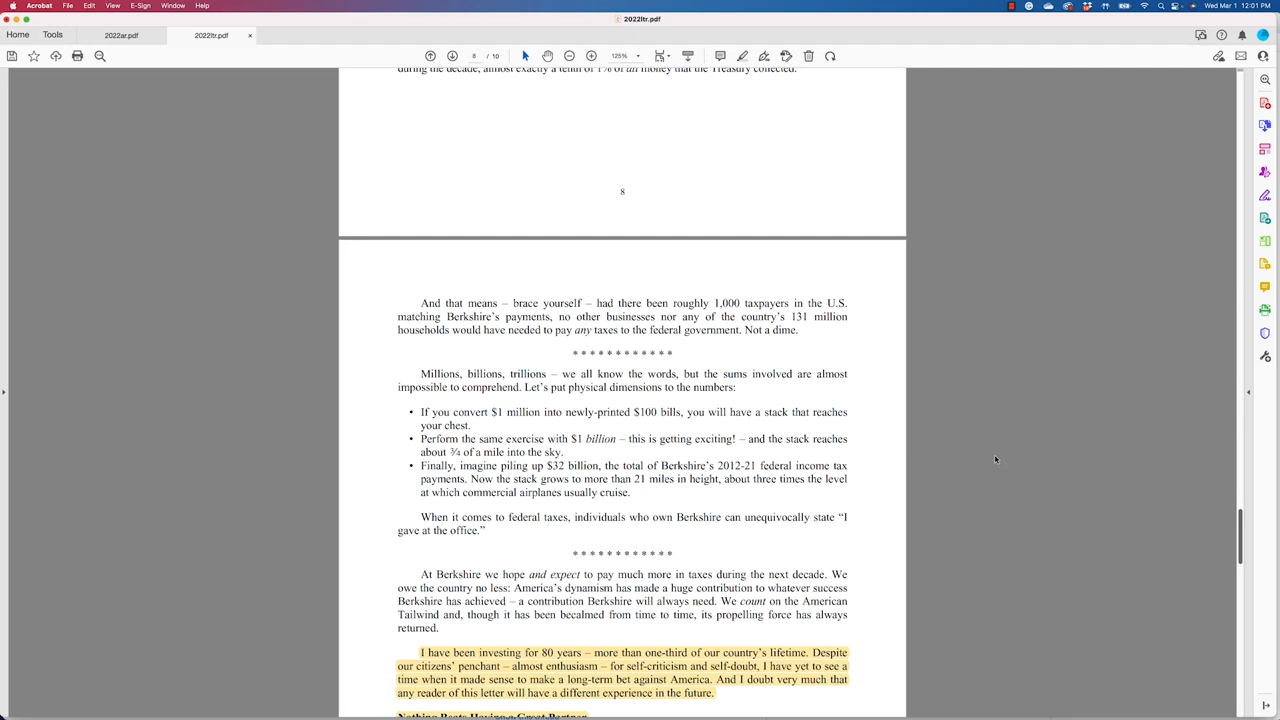 Acrobat File Edit View E-Sign Window Help
Wed Mar 1 12:01 PM
2022ltr.pdf
Home Tools 2022ar.pdf 2022ltr.pdf ×
8 / 10 125%
during the decade, almost exactly a tenth of 1% of all money that the Treasury collected.
8
And that means – brace yourself – had there been roughly 1,000 taxpayers in the U.S.
matching Berkshire's payments, no other businesses nor any of the country's 131 million
households would have needed to pay any taxes to the federal government. Not a dime.
* * * * * * * * * * * *
Millions, billions, trillions – we all know the words, but the sums involved are almost
impossible to comprehend. Let's put physical dimensions to the numbers:
• If you convert $1 million into newly-printed $100 bills, you will have a stack that reaches
your chest.
• Perform the same exercise with $1 billion – this is getting exciting! – and the stack reaches
about ¾ of a mile into the sky.
• Finally, imagine piling up $32 billion, the total of Berkshire's 2012-21 federal income tax
payments. Now the stack grows to more than 21 miles in height, about three times the level
at which commercial airplanes usually cruise.
When it comes to federal taxes, individuals who own Berkshire can unequivocally state “I
gave at the office.”
* * * * * * * * * * * *
At Berkshire we hope and expect to pay much more in taxes during the next decade. We
owe the country no less: America's dynamism has made a huge contribution to whatever success
Berkshire has achieved – a contribution Berkshire will always need. We count on the American
Tailwind and, though it has been becalmed from time to time, its propelling force has always
returned.
I have been investing for 80 years – more than one-third of our country's lifetime. Despite
our citizens' penchant – almost enthusiasm – for self-criticism and self-doubt, I have yet to see a
time when it made sense to make a long-term bet against America. And I doubt very much that
any reader of this letter will have a different experience in the future.
Nothing Beats Having a Great Partner